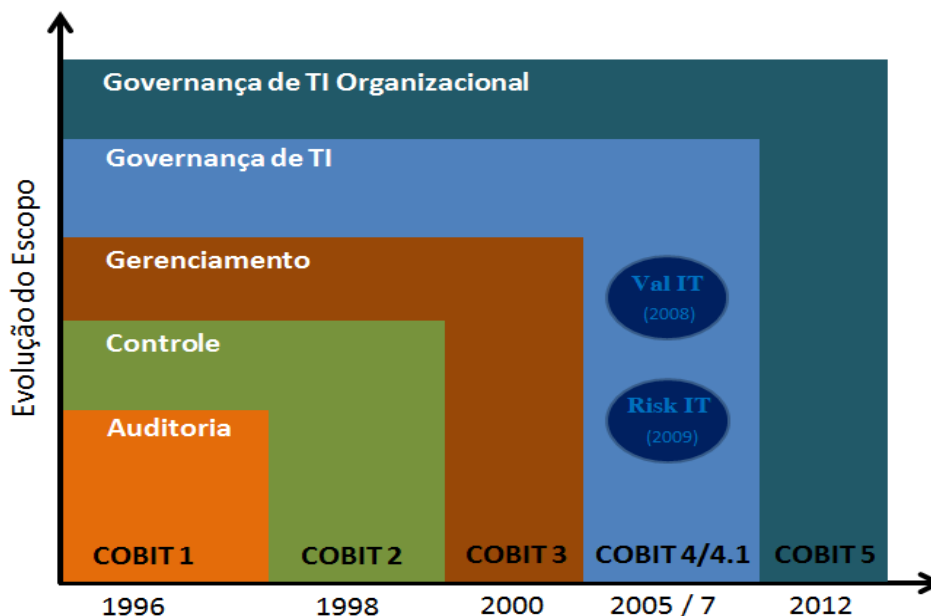 Governança de TI Organizacional
Governança de TI
Gerenciamento
Val IT
(2008)
Controle
Risk IT
(2009)
Auditoria
Evolução do Escopo
COBIT 1
COBIT 2
COBIT 3
COBIT 4/4.1
COBIT 5
1996
1998
2000
2005 / 7
2012